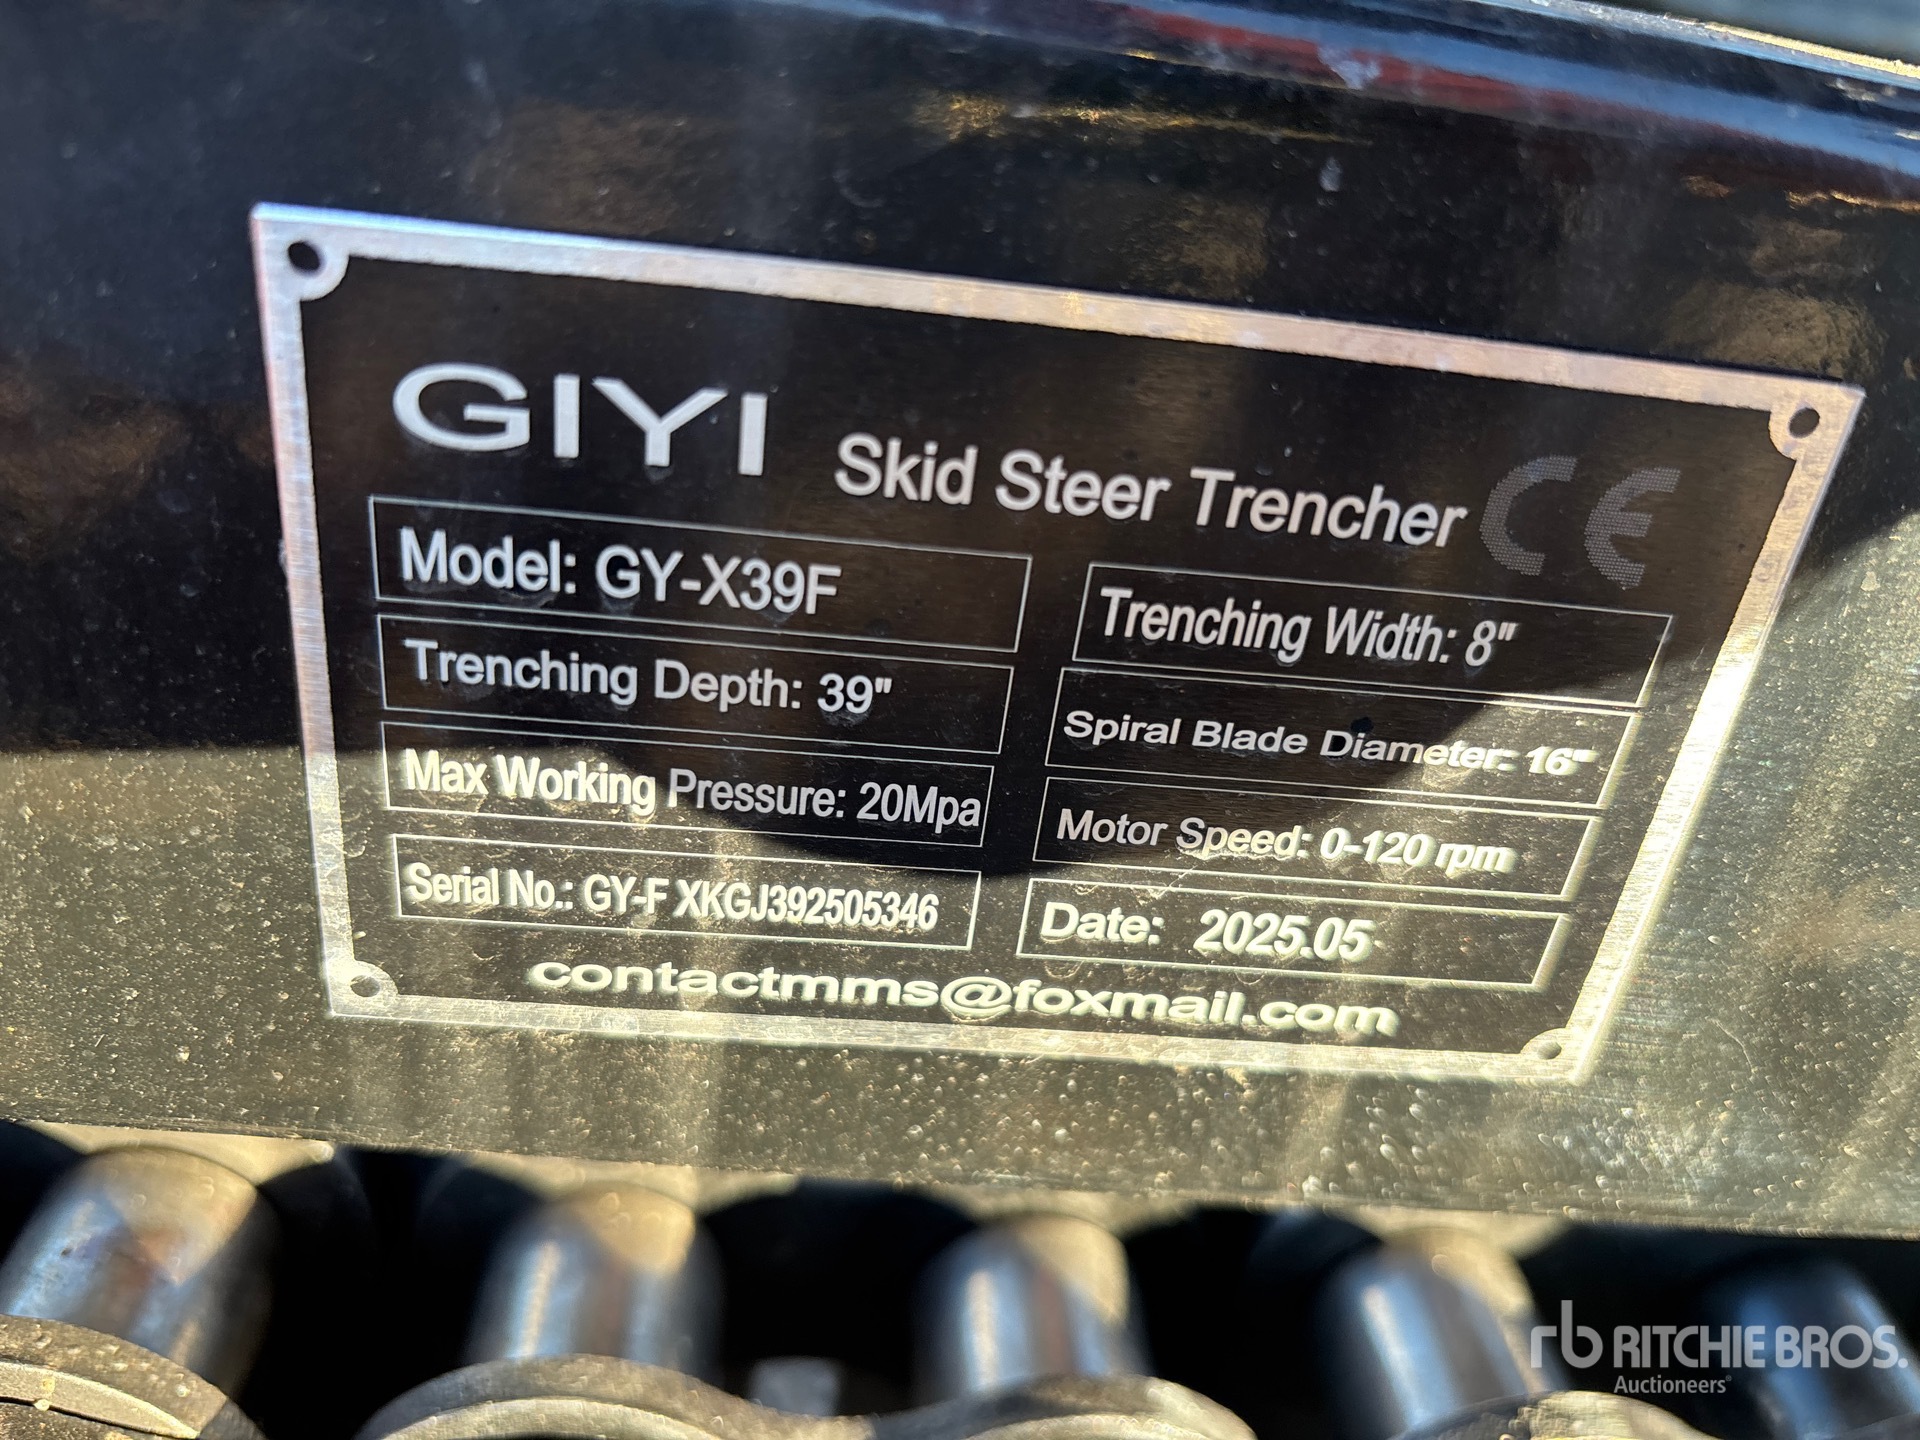 GIYI Skid Steer Trencher CE
Model: GY-X39F
Trenching Width: 8"
Trenching Depth: 39"
Spiral Blade Diameter: 16"
Max Working Pressure: 20Mpa
Motor Speed: 0-120 rpm
Serial No.: GY-F XKGJ392505346
Date: 2025.05
contactmms@foxmail.com
rb RITCHIE BROS.
Auctioneers®